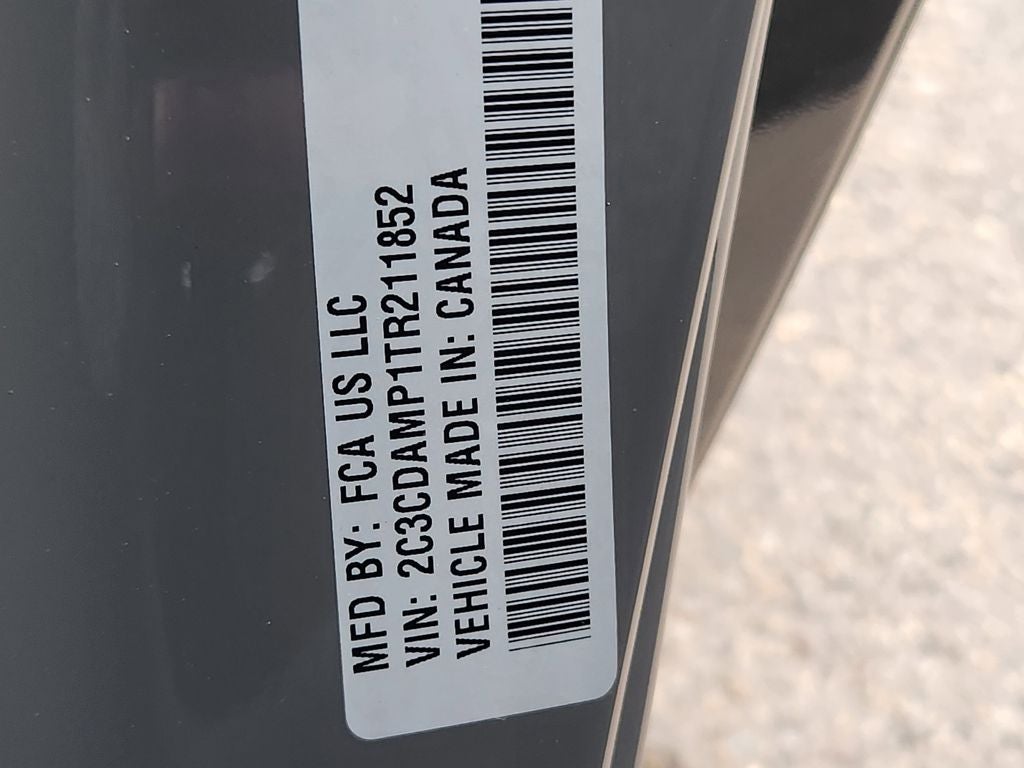 MFD BY: FCA US LLC
VIN: 2C3CDAMP1TR211852
VEHICLE MADE IN: CANADA